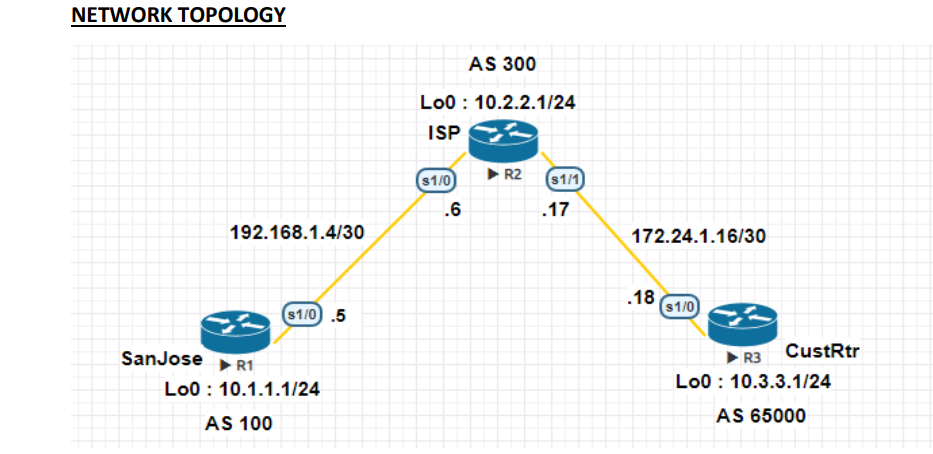 NETWORK TOPOLOGY
AS 300
Lo0 : 10.2.2.1/24
ISP
R2
s1/0
s1/1
.6
.17
192.168.1.4/30
172.24.1.16/30
.18
s1/0
s1/0
.5
SanJose
R1
R3
CustRtr
Lo0 : 10.1.1.1/24
Lo0 : 10.3.3.1/24
AS 100
AS 65000